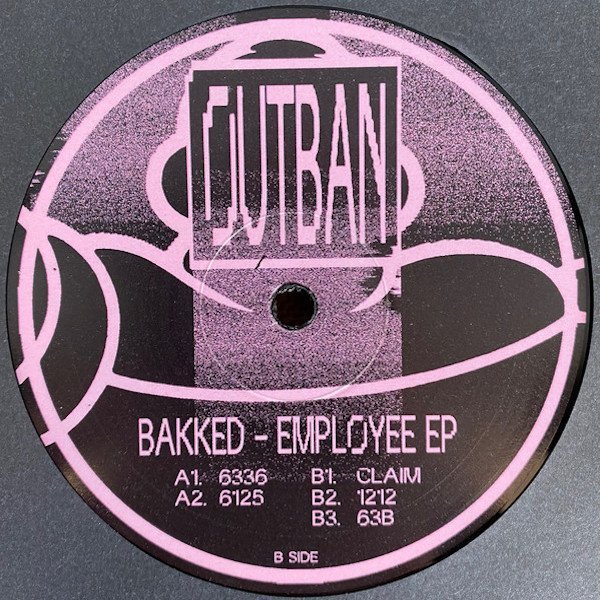 OUTBAN
BAKKED - EMPLOYEE EP
A1. 6336 B1. CLAIM
A2. 6125 B2. 1212
B3. 63B
B SIDE